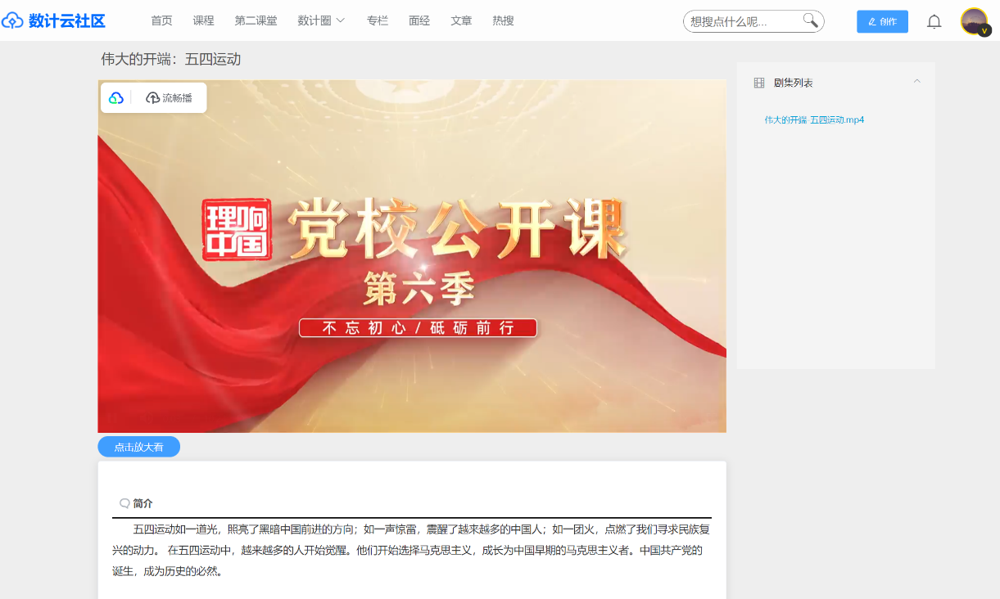 数计云社区 首页 课程 第二课堂 数计圈 专栏 面经 文章 热搜 想搜点什么呢... 创作
V
伟大的开端：五四运动
流畅播
理响中国
党校公开课
第六季
不忘初心/砥砺前行
剧集列表
伟大的开端-五四运动.mp4
点击放大看
简介
五四运动如一道光，照亮了黑暗中国前进的方向；如一声惊雷，震醒了越来越多的中国人；如一团火，点燃了我们寻求民族复
兴的动力。 在五四运动中，越来越多的人开始觉醒。他们开始选择马克思主义，成长为中国早期的马克思主义者。中国共产党的
诞生，成为历史的必然。